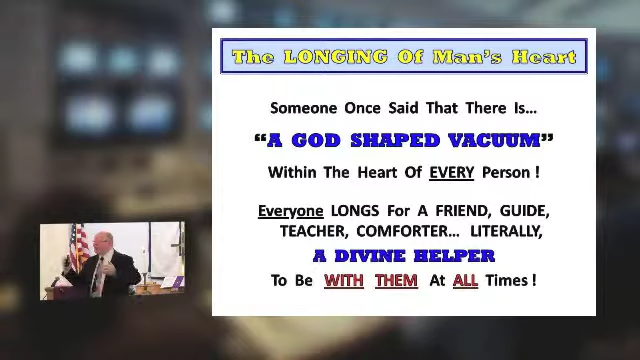 The LONGING Of Man's Heart
Someone Once Said That There Is...
“A GOD SHAPED VACUUM”
Within The Heart Of EVERY Person !
Everyone LONGS For A FRIEND, GUIDE,
TEACHER, COMFORTER... LITERALLY,
A DIVINE HELPER
To Be WITH THEM At ALL Times !